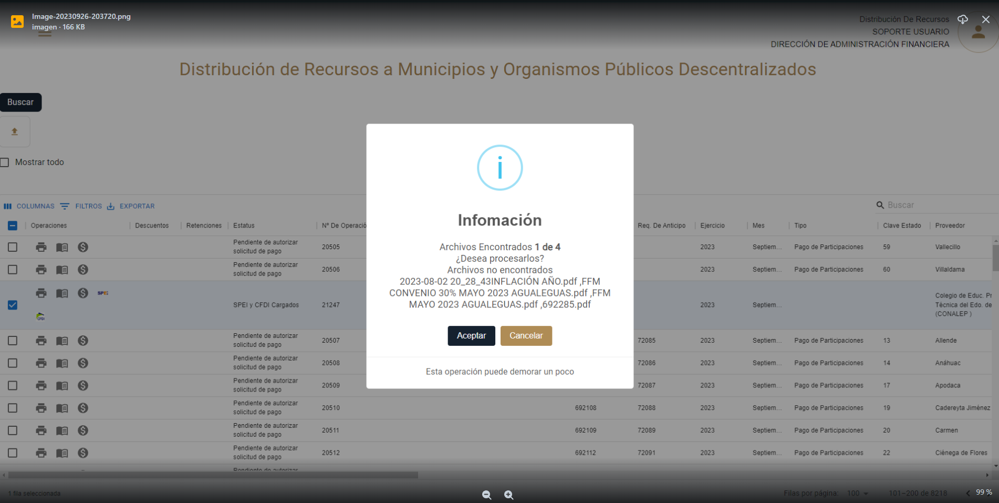 Image-20230926-203720.png
imagen · 166 KB
Distribución De Recursos
SOPORTE USUARIO
DIRECCIÓN DE ADMINISTRACIÓN FINANCIERA
Distribución de Recursos a Municipios y Organismos Públicos Descentralizados
Buscar
Mostrar todo
COLUMNAS FILTROS EXPORTAR
Buscar
Operaciones Descuentos Retenciones Estatus Nº De Operació Req. De Anticipo Ejercicio Mes Tipo Clave Estado Proveedor
Pendiente de autorizar
solicitud de pago 20505 2023 Septiem... Pago de Participaciones 59 Vallecillo
Pendiente de autorizar
solicitud de pago 20506 2023 Septiem... Pago de Participaciones 60 Villaldama
SPEI
CFDI
SPEI y CFDI Cargados 21247 2023 Septiem...
Colegio de Educ. Pr
Técnica del Edo. de
(CONALEP )
Pendiente de autorizar
solicitud de pago 20507 72085 2023 Septiem... Pago de Participaciones 13 Allende
Pendiente de autorizar
solicitud de pago 20508 72086 2023 Septiem... Pago de Participaciones 14 Anáhuac
Pendiente de autorizar
solicitud de pago 20509 72087 2023 Septiem... Pago de Participaciones 17 Apodaca
Pendiente de autorizar
solicitud de pago 20510 692108 72088 2023 Septiem... Pago de Participaciones 19 Cadereyta Jiménez
Pendiente de autorizar
solicitud de pago 20511 692109 72089 2023 Septiem... Pago de Participaciones 20 Carmen
Pendiente de autorizar
solicitud de pago 20512 692112 72091 2023 Septiem... Pago de Participaciones 22 Ciénega de Flores
Pendiente de autorizar
Infomación
Archivos Encontrados 1 de 4
¿Desea procesarlos?
Archivos no encontrados
2023-08-02 20_28_43INFLACIÓN AÑO.pdf ,FFM
CONVENIO 30% MAYO 2023 AGUALEGUAS.pdf ,FFM
MAYO 2023 AGUALEGUAS.pdf ,692285.pdf
Aceptar Cancelar
Esta operación puede demorar un poco
1 fila seleccionada
Filas por página: 100 101–200 de 8218
99 %